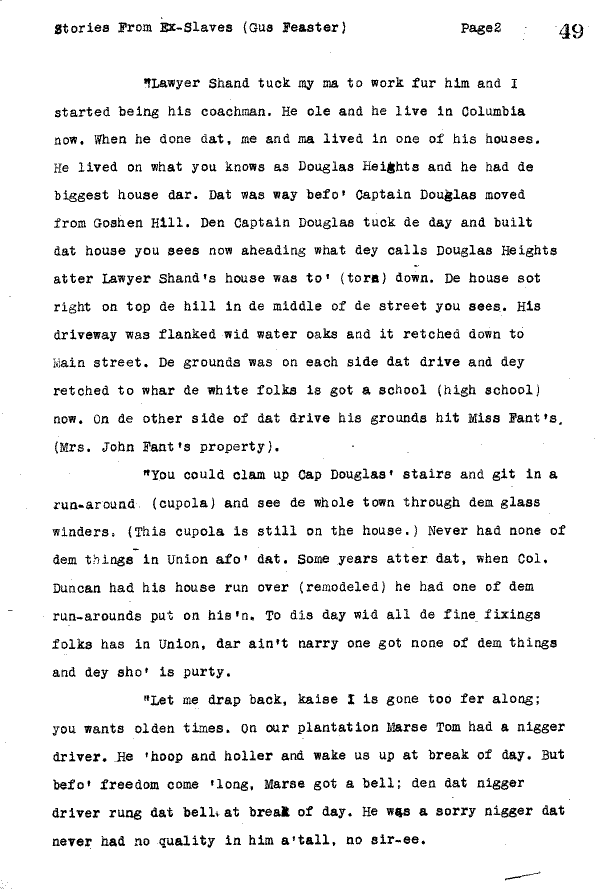 Stories From Ex-Slaves (Gus Feaster) Page2 49
"Lawyer Shand tuck my ma to work fur him and I
started being his coachman. He ole and he live in Columbia
now. When he done dat, me and ma lived in one of his houses.
He lived on what you knows as Douglas Heights and he had de
biggest house dar. Dat was way befo' Captain Douglas moved
from Goshen Hill. Den Captain Douglas tuck de day and built
dat house you sees now aheading what dey calls Douglas Heights
atter Lawyer Shand's house was to' (tore) down. De house sot
right on top de hill in de middle of de street you sees. His
driveway was flanked wid water oaks and it retched down to
Main street. De grounds was on each side dat drive and dey
retched to whar de white folks is got a school (high school)
now. On de other side of dat drive his grounds hit Miss Fant's.
(Mrs. John Fant's property).
"You could clam up Cap Douglas' stairs and git in a
run-around (cupola) and see de whole town through dem glass
winders. (This cupola is still on the house.) Never had none of
dem things in Union afo' dat. Some years atter dat, when Col.
Duncan had his house run over (remodeled) he had one of dem
run-arounds put on his'n. To dis day wid all de fine fixings
folks has in Union, dar ain't narry one got none of dem things
and dey sho' is purty.
"Let me drap back, kaise I is gone too fer along;
you wants olden times. On our plantation Marse Tom had a nigger
driver. He 'hoop and holler and wake us up at break of day. But
befo' freedom come 'long, Marse got a bell; den dat nigger
driver rung dat bell at break of day. He was a sorry nigger dat
never had no quality in him a'tall, no sir-ee.